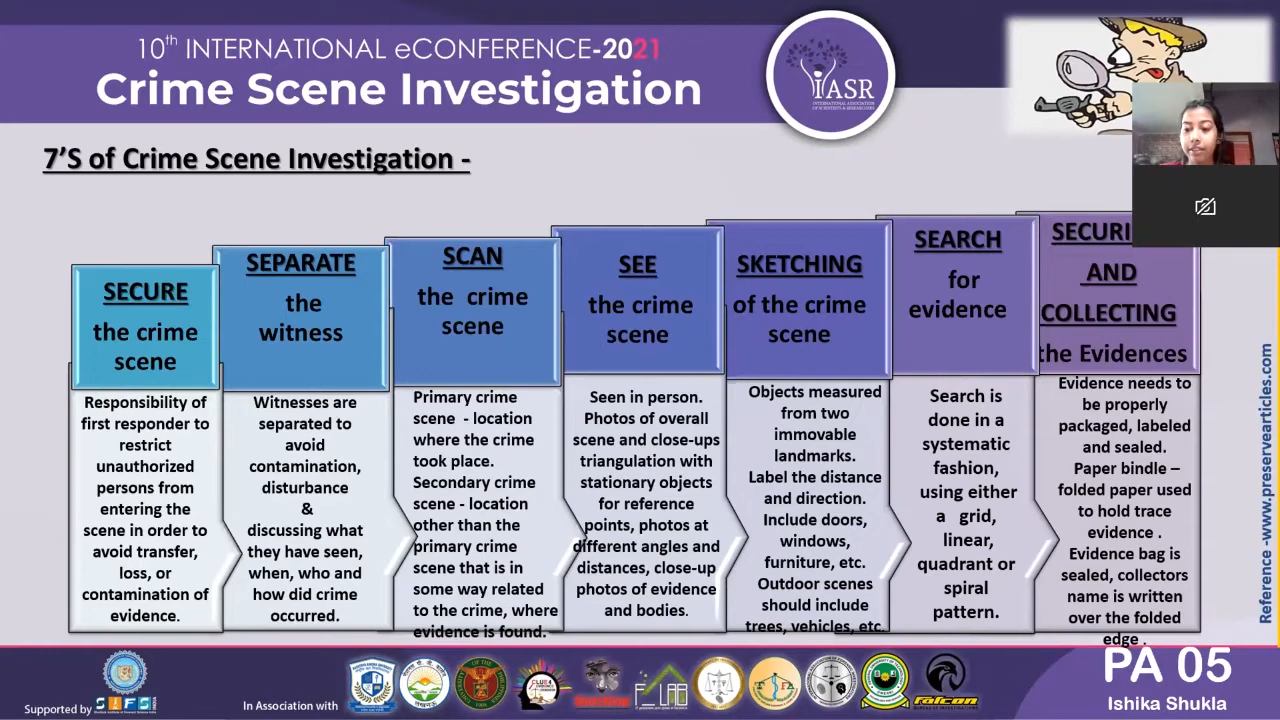 10th INTERNATIONAL eCONFERENCE-2021
Crime Scene Investigation
iASR
INTERNATIONAL ASSOCIATION
OF SCIENTISTS & RESEARCHERS
7'S of Crime Scene Investigation -
SECURE
the crime
scene
Responsibility of
first responder to
restrict
unauthorized
persons from
entering the
scene in order to
avoid transfer,
loss, or
contamination of
evidence.
SEPARATE
the
witness
Witnesses are
separated to
avoid
contamination,
disturbance
&
discussing what
they have seen,
when, who and
how did crime
occurred.
SCAN
the crime
scene
Primary crime
scene - location
where the crime
took place.
Secondary crime
scene - location
other than the
primary crime
scene that is in
some way related
to the crime, where
evidence is found.
SEE
the crime
scene
Seen in person.
Photos of overall
scene and close-ups
triangulation with
stationary objects
for reference
points, photos at
different angles and
distances, close-up
photos of evidence
and bodies.
SKETCHING
of the crime
scene
Objects measured
from two
immovable
landmarks.
Label the distance
and direction.
Include doors,
windows,
furniture, etc.
Outdoor scenes
should include
trees, vehicles, etc.
SEARCH
for
evidence
Search is
done in a
systematic
fashion,
using either
a grid,
linear,
quadrant or
spiral
pattern.
SECURI
AND
COLLECTING
the Evidences
Evidence needs to
be properly
packaged, labeled
and sealed.
Paper bindle –
folded paper used
to hold trace
evidence .
Evidence bag is
sealed, collectors
name is written
over the folded
edge .
Reference -www.preservearticles.com
Supported by
SIFS
In Association with
CLUE4
FALCON
PA 05
Ishika Shukla